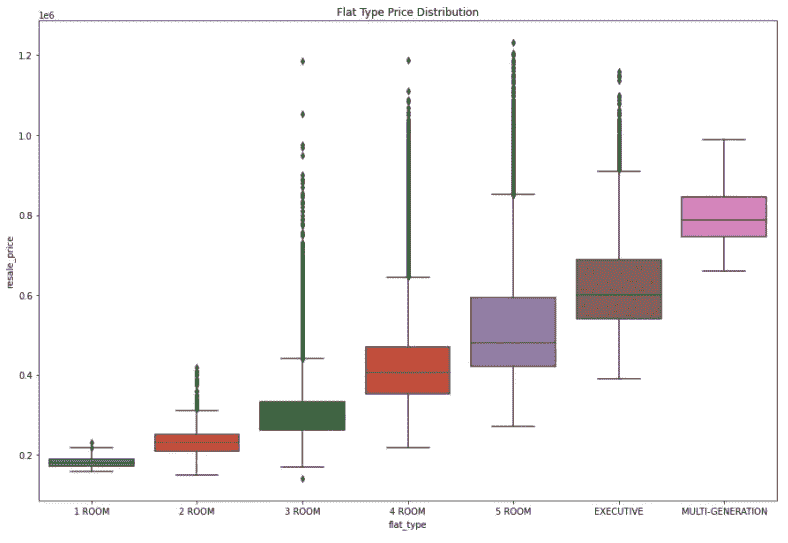 Flat Type Price Distribution
1e6
1.2
1.0
0.8
0.6
0.4
0.2
resale_price
1 ROOM
2 ROOM
3 ROOM
4 ROOM
5 ROOM
EXECUTIVE
MULTI-GENERATION
flat_type